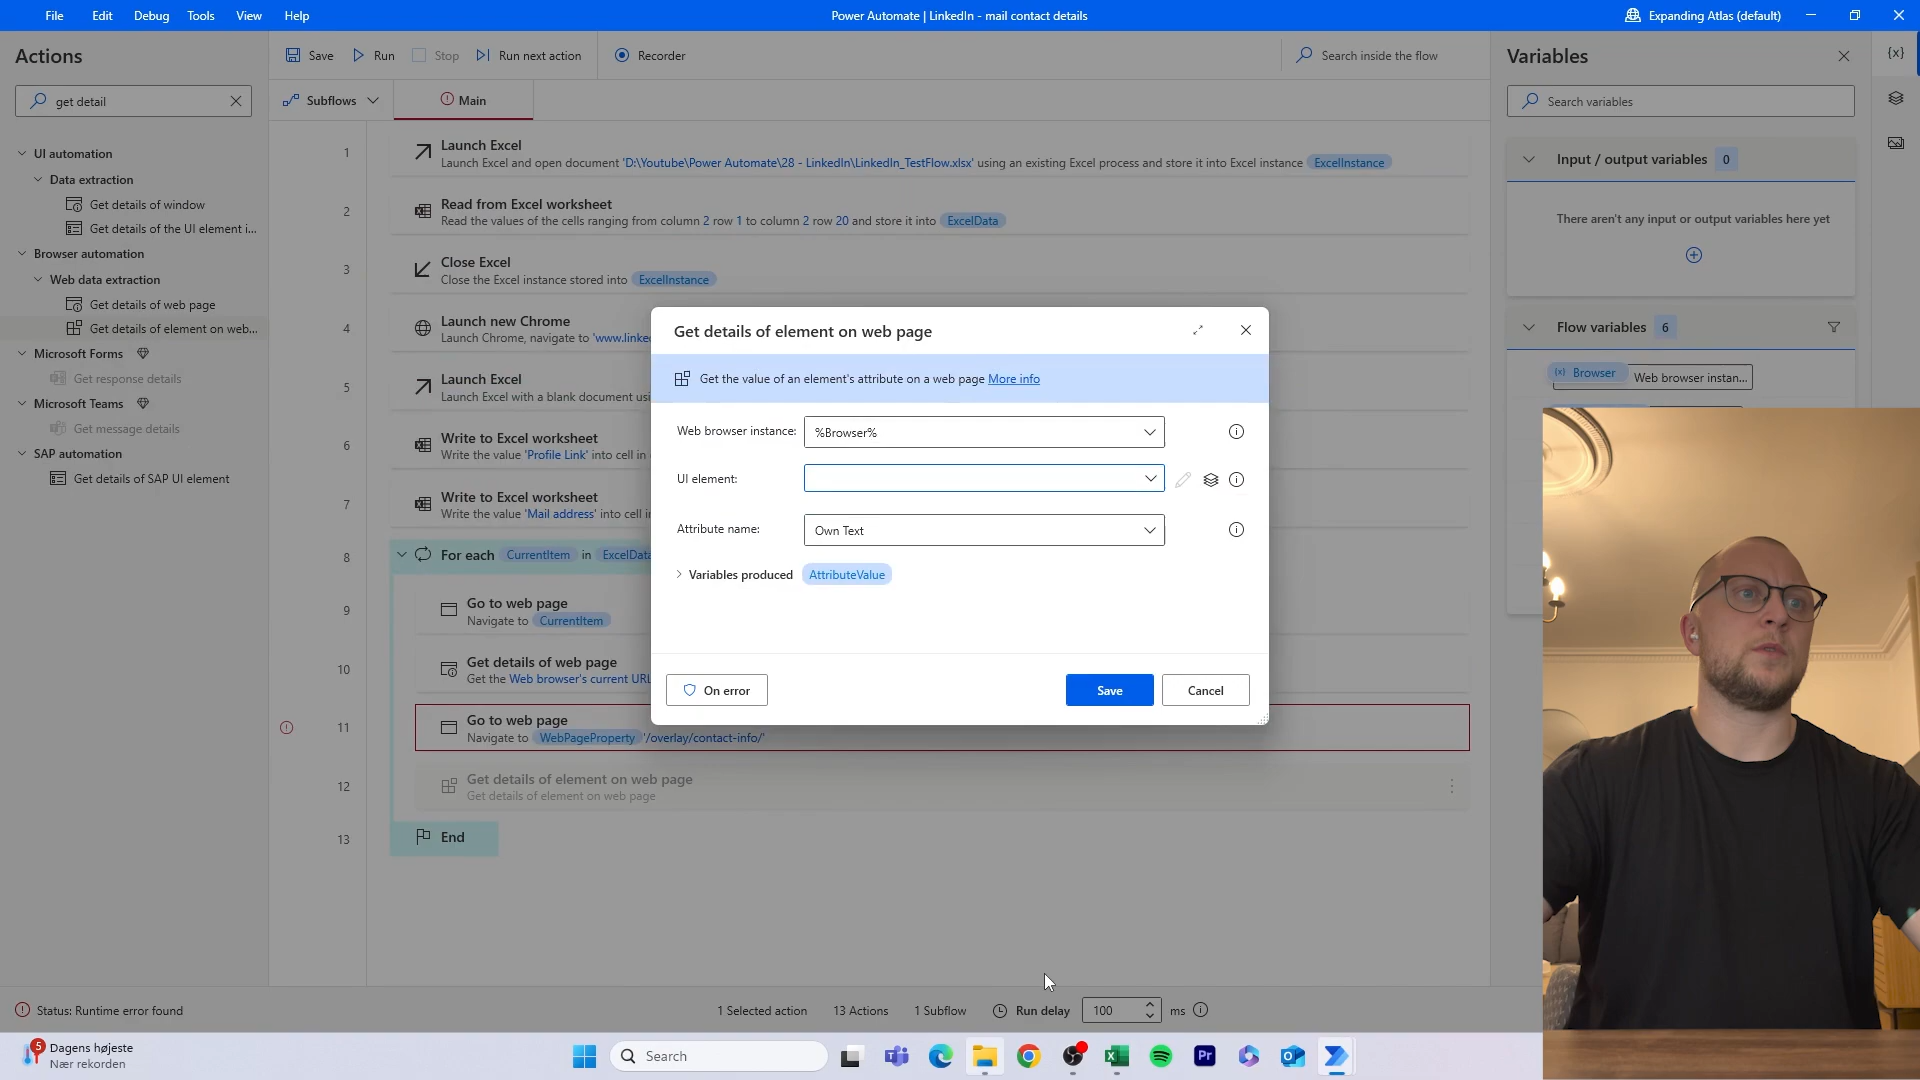 File Edit Debug Tools View Help
Power Automate | LinkedIn - mail contact details
Expanding Atlas (default)
Actions
get detail
UI automation
Data extraction
Get details of window
Get details of the UI element i...
Browser automation
Web data extraction
Get details of web page
Get details of element on web...
Microsoft Forms
Get response details
Microsoft Teams
Get message details
SAP automation
Get details of SAP UI element
Save Run Stop Run next action Recorder
Search inside the flow
Subflows Main
1 Launch Excel
Launch Excel and open document 'D:\Youtube\Power Automate\28 - LinkedIn\LinkedIn_TestFlow.xlsx' using an existing Excel process and store it into Excel instance ExcelInstance
2 Read from Excel worksheet
Read the values of the cells ranging from column 2 row 1 to column 2 row 20 and store it into ExcelData
3 Close Excel
Close the Excel instance stored into ExcelInstance
4 Launch new Chrome
Launch Chrome, navigate to 'www.linke
5 Launch Excel
Launch Excel with a blank document usi
6 Write to Excel worksheet
Write the value 'Profile Link' into cell in
7 Write to Excel worksheet
Write the value 'Mail address' into cell i
8 For each CurrentItem in ExcelData
9 Go to web page
Navigate to CurrentItem
10 Get details of web page
Get the Web browser's current URL
11 Go to web page
Navigate to WebPageProperty '/overlay/contact-info/'
12 Get details of element on web page
Get details of element on web page
13 End
Get details of element on web page
Get the value of an element's attribute on a web page More info
Web browser instance: %Browser%
UI element:
Attribute name: Own Text
Variables produced AttributeValue
On error
Save Cancel
Variables
{x}
Search variables
Input / output variables 0
There aren't any input or output variables here yet
Flow variables 6
(x) Browser Web browser instan...
Status: Runtime error found
1 Selected action 13 Actions 1 Subflow Run delay 100 ms
5
Dagens højeste
Nær rekorden
Search
Pr